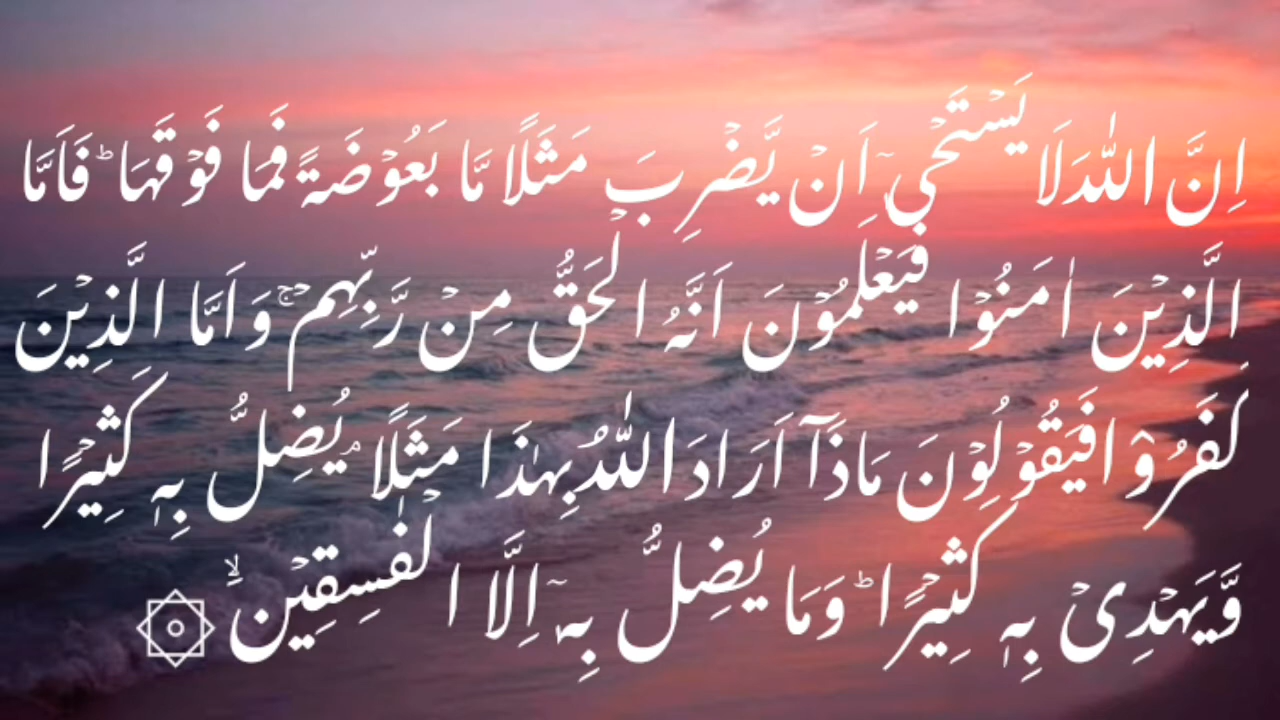 اِنَّ اللّٰهَ لَا يَسْتَحْيٖٓ اَنْ يَّضْرِبَ مَثَلًا مَّا بَعُوْضَةً فَمَا فَوْقَهَا ؕ فَاَمَّا
الَّذِيْنَ اٰمَنُوْا فَيَعْلَمُوْنَ اَنَّهُ الْحَقُّ مِنْ رَّبِّهِمْ ۚ وَاَمَّا الَّذِيْنَ
كَفَرُوْا فَيَقُوْلُوْنَ مَاذَآ اَرَادَ اللّٰهُ بِهٰذَا مَثَلًا ۘ يُضِلُّ بِهٖ كَثِيْرًا
وَّيَهْدِىْ بِهٖ كَثِيْرًا ؕ وَمَا يُضِلُّ بِهٖٓ اِلَّا الْفٰسِقِيْنَ ۙ ۞